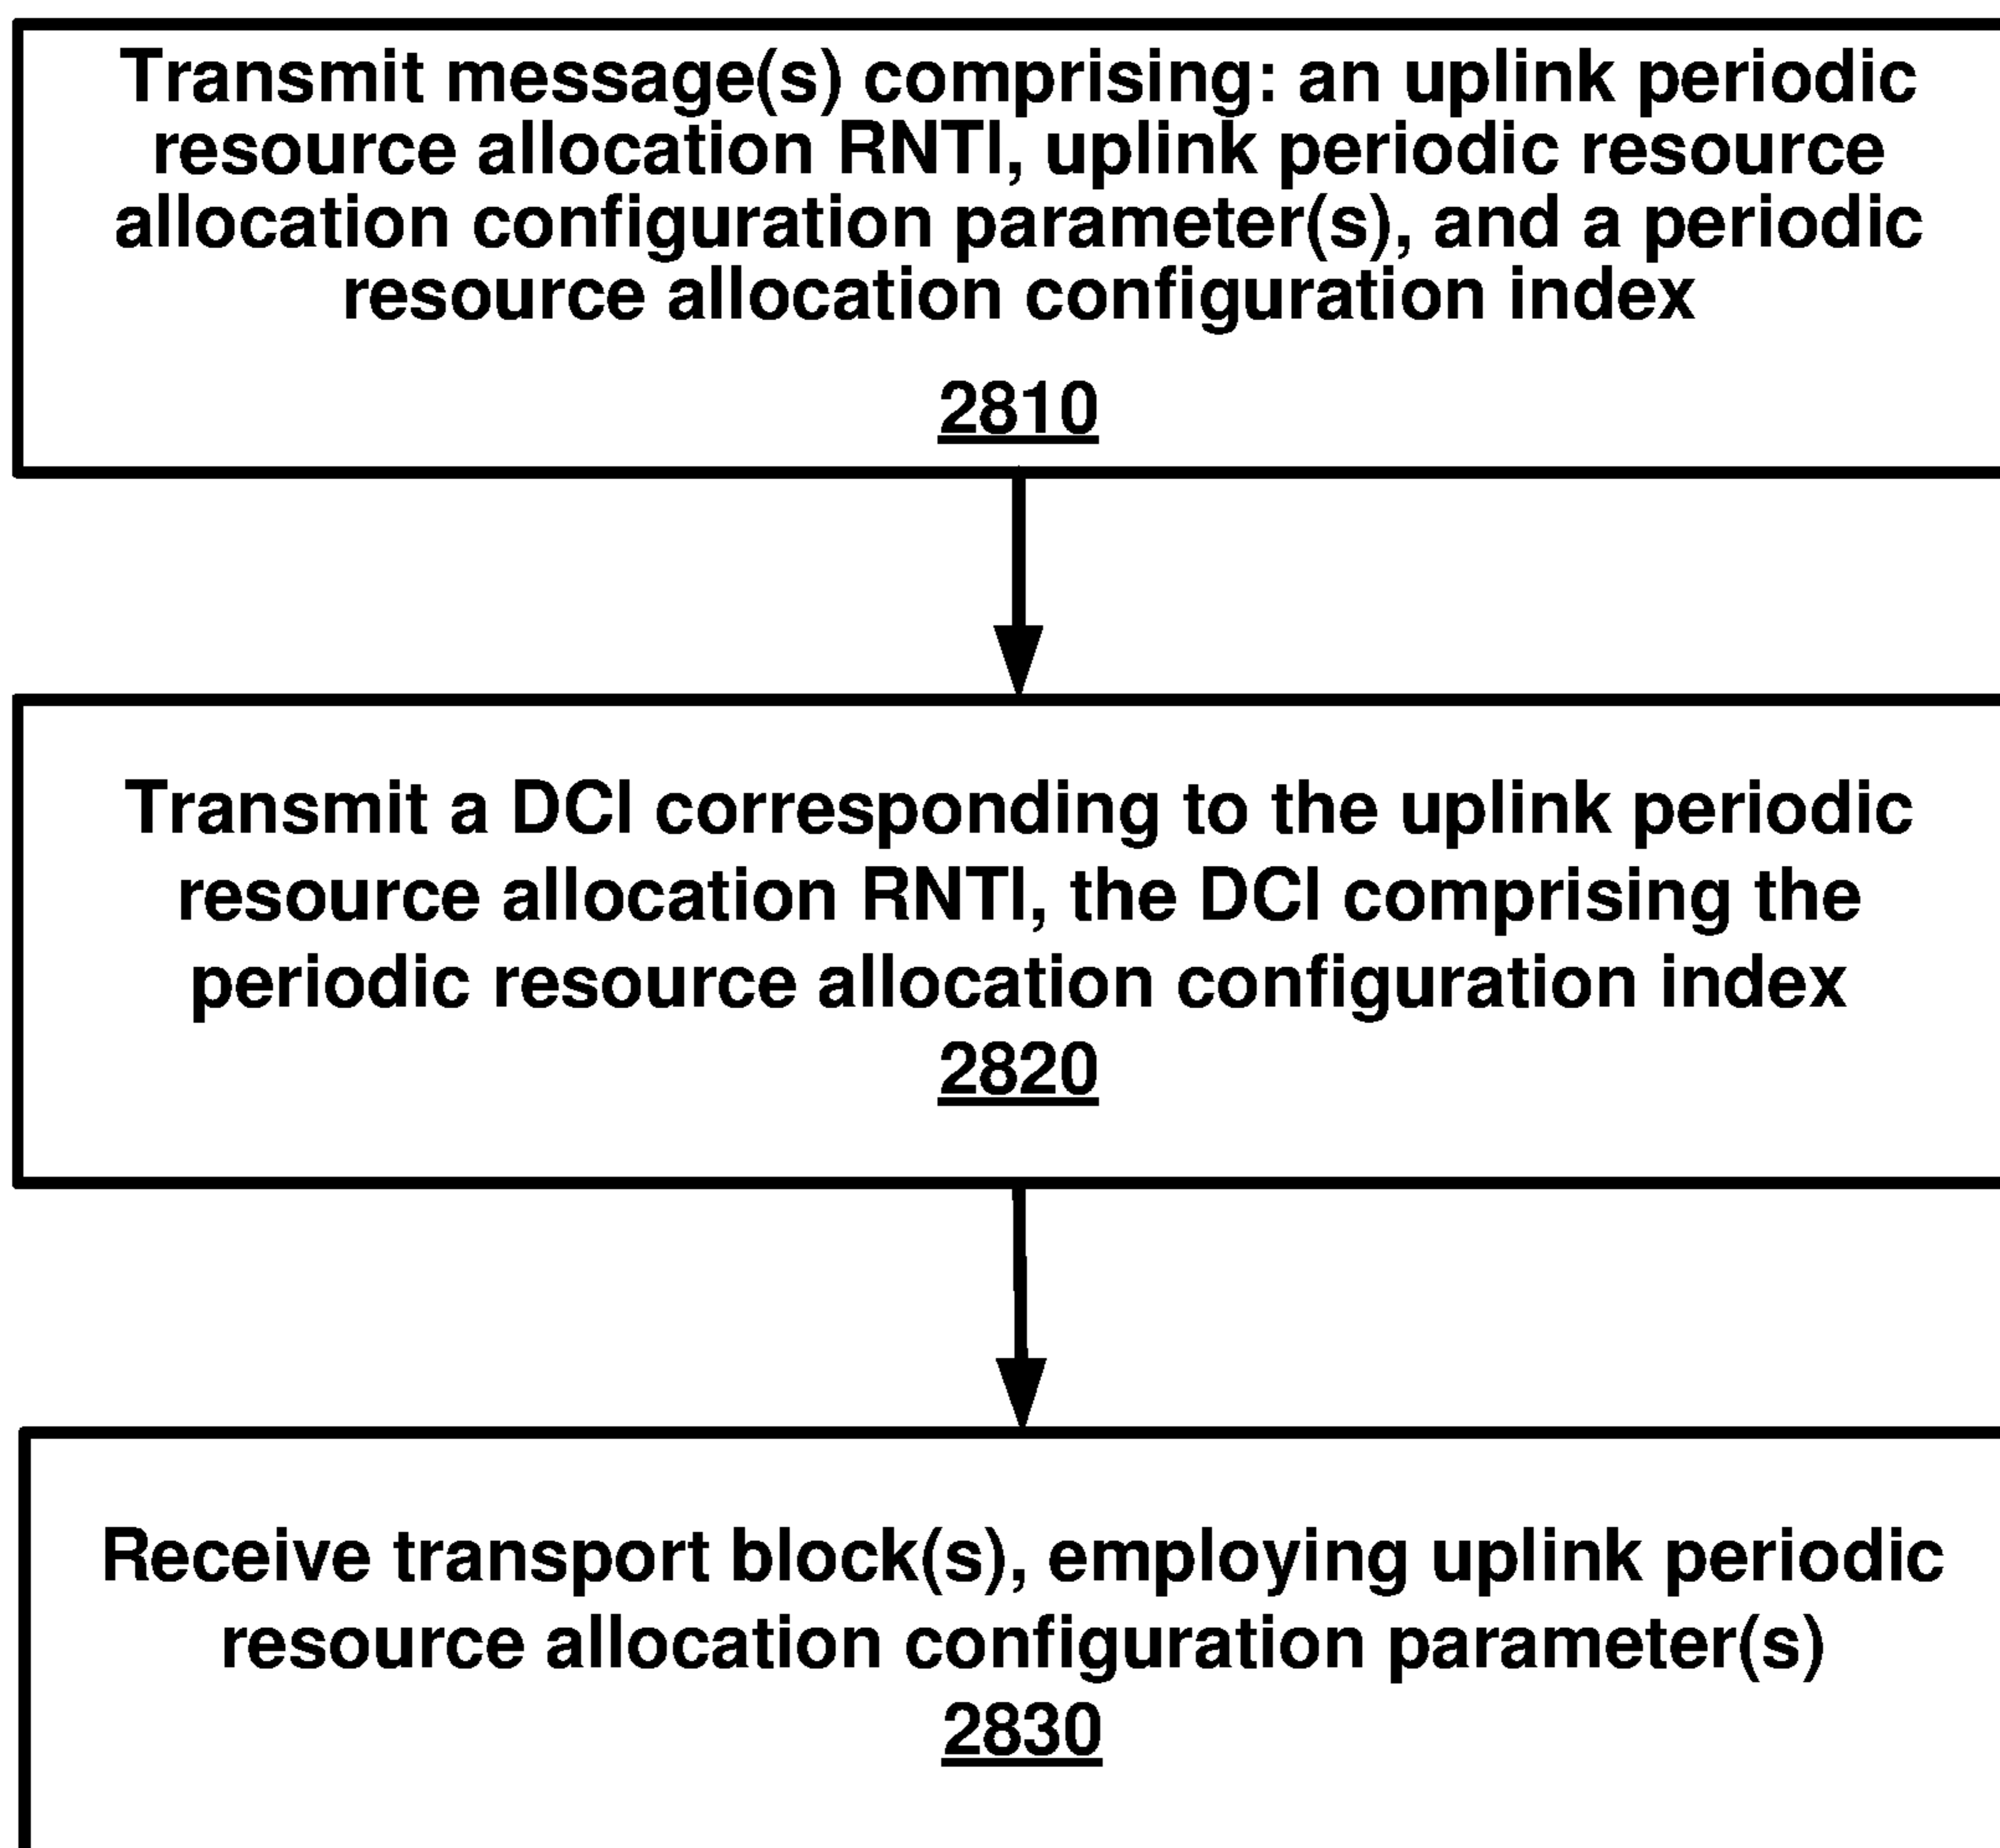 Transmit message(s) comprising: an uplink periodic
resource allocation RNTI, uplink periodic resource
allocation configuration parameter(s), and a periodic
resource allocation configuration index
2810
Transmit a DCI corresponding to the uplink periodic
resource allocation RNTI, the DCI comprising the
periodic resource allocation configuration index
2820
Receive transport block(s), employing uplink periodic
resource allocation configuration parameter(s)
2830